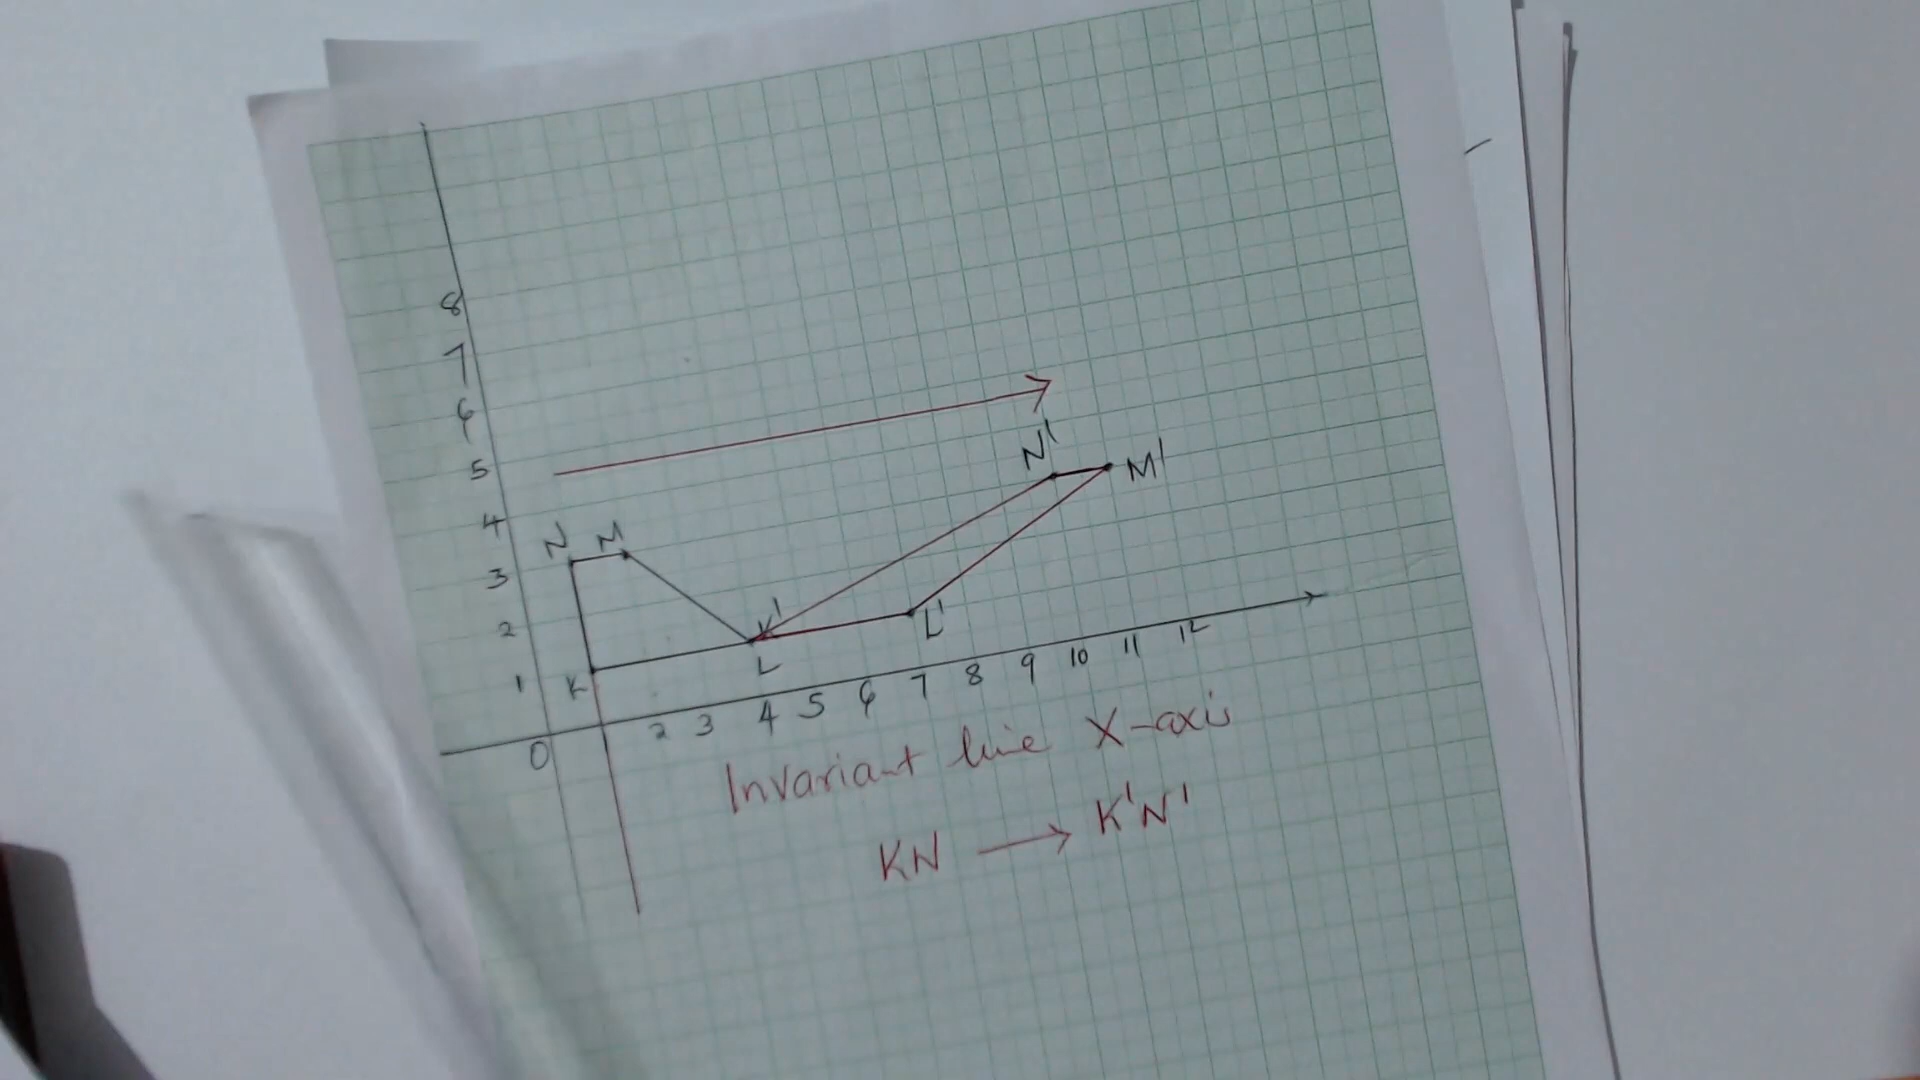 8
7
6
5
4
3
2
1
N M
K
L
K'
L'
N'
M'
0 2 3 4 5 6 7 8 9 10 11 12
Invariant line X-axis
KN → K'N'